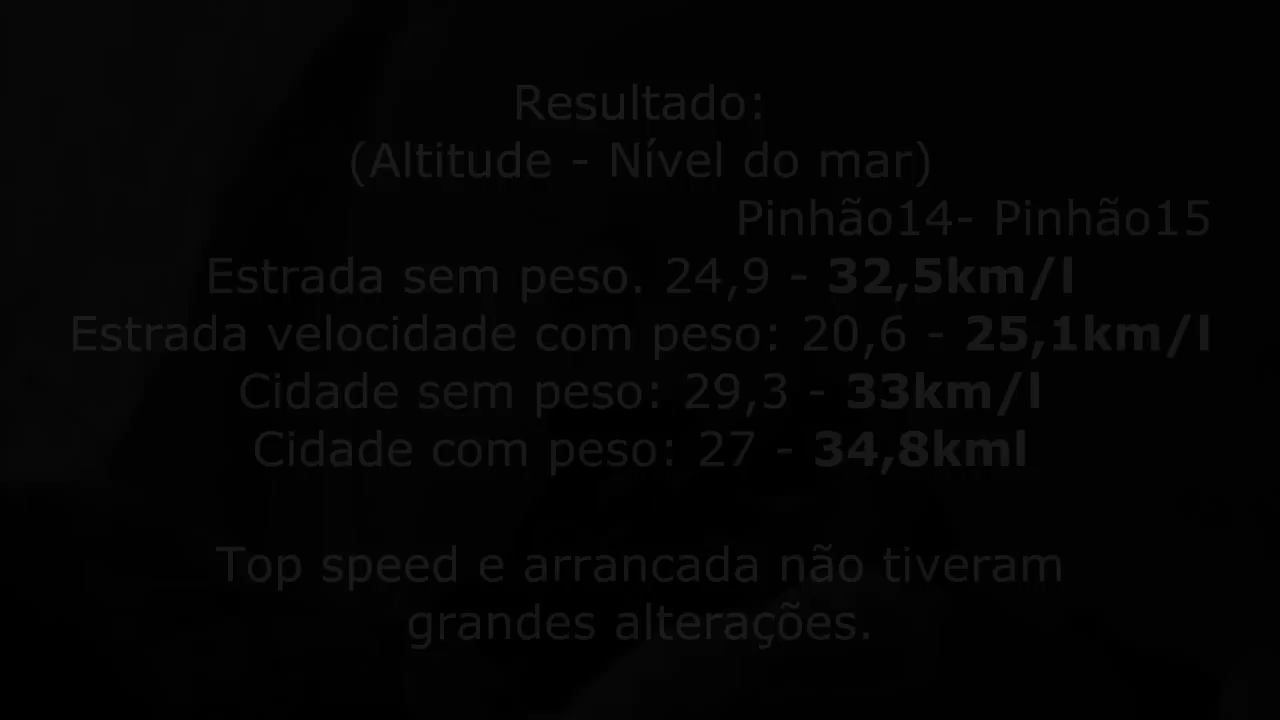 Resultado:
(Altitude - Nível do mar)
Pinhão14- Pinhão15
Estrada sem peso. 24,9 - 32,5km/l
Estrada velocidade com peso: 20,6 - 25,1km/l
Cidade sem peso: 29,3 - 33km/l
Cidade com peso: 27 - 34,8kml
Top speed e arrancada não tiveram
grandes alterações.